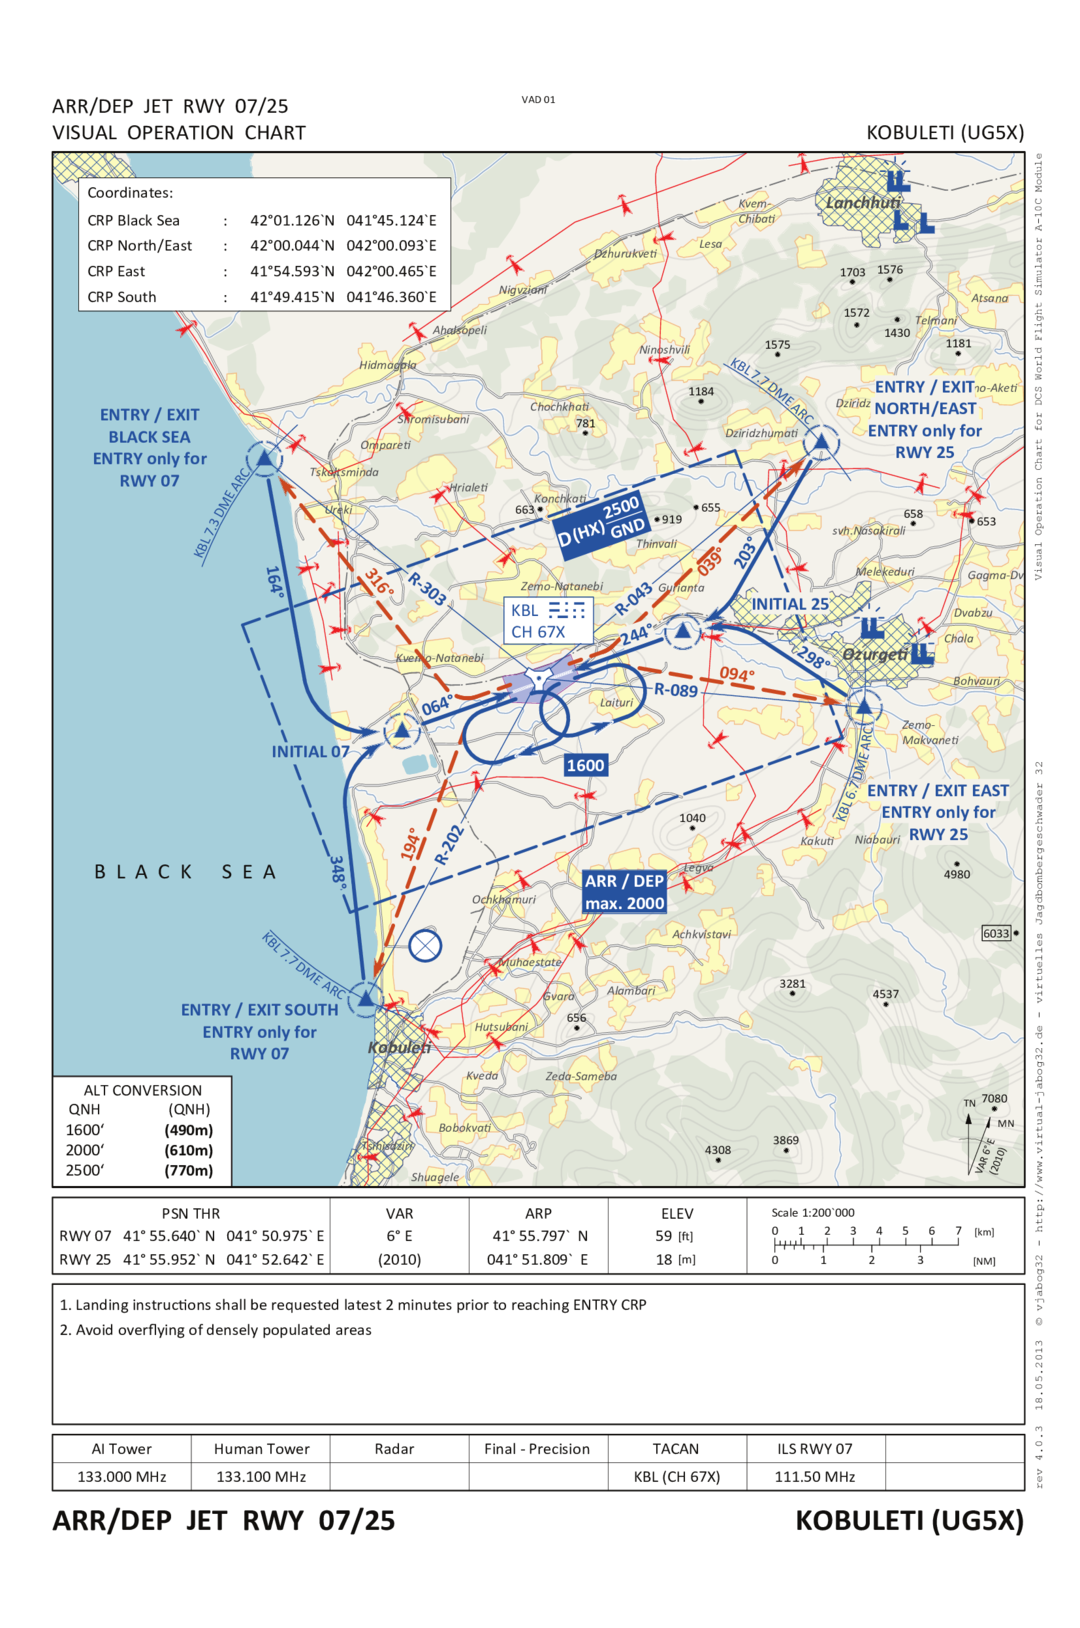 VAD 01
ARR/DEP JET RWY 07/25
VISUAL OPERATION CHART
KOBULETI (UG5X)
Coordinates:
CRP Black Sea : 42°01.126`N 041°45.124`E
CRP North/East : 42°00.044`N 042°00.093`E
CRP East : 41°54.593`N 042°00.465`E
CRP South : 41°49.415`N 041°46.360`E
Lanchhuti
Kvem-
Chibati
Lesa
Dzhurukveti
Nigvziani
1703
1576
1572
1430
Atsana
Telmani
1181
1575
Ahalsopeli
Ninoshvili
Hidmagala
KBL 7.7 DME ARC
1184
ENTRY / EXIT
NORTH/EAST
ENTRY only for
RWY 25
no-Aketi
Dziridz
Dziridzhumati
ENTRY / EXIT
BLACK SEA
ENTRY only for
RWY 07
Chochkhati
781
Shromisubani
Ompareti
Tskaltsminda
Hrialeti
Ureki
KBL 7.3 DME ARC
Konchkati
663
D (HX) 2500
GND
919
655
Thinvali
658
653
svh.Nasakirali
Melekeduri
Gagma-Dv
164°
316°
R-303
Zemo-Natanebi
Gurianta
039°
203°
R-043
KBL
CH 67X
244°
INITIAL 25
Dvabzu
Chola
Ozurgeti
298°
Bohvauri
Kvemo-Natanebi
094°
R-089
Laituri
064°
INITIAL 07
Zemo-
Makvaneti
1600
KBL 6.7 DME ARC
ENTRY / EXIT EAST
ENTRY only for
RWY 25
1040
Kakuti
Niabauri
194°
R-202
348°
BLACK SEA
Legva
4980
ARR / DEP
max. 2000
Ochkhamuri
Achkvistavi
6033
KBL 7.7 DME ARC
Muhaestate
Alambari
Gvara
3281
4537
ENTRY / EXIT SOUTH
ENTRY only for
RWY 07
656
Hutsubani
Kabuleti
Kveda
Zeda-Sameba
Bobokvati
Tsihisdziri
Shuagele
4308
3869
7080
TN
MN
VAR 6° E
(2010)
ALT CONVERSION
QNH (QNH)
1600‘ (490m)
2000‘ (610m)
2500‘ (770m)
PSN THR
RWY 07 41° 55.640` N 041° 50.975` E
RWY 25 41° 55.952` N 041° 52.642` E
VAR
6° E
(2010)
ARP
41° 55.797` N
041° 51.809` E
ELEV
59 [ft]
18 [m]
Scale 1:200`000
0 1 2 3 4 5 6 7 [km]
0 1 2 3 [NM]
1. Landing instructions shall be requested latest 2 minutes prior to reaching ENTRY CRP
2. Avoid overflying of densely populated areas
AI Tower Human Tower Radar Final - Precision TACAN ILS RWY 07
133.000 MHz 133.100 MHz KBL (CH 67X) 111.50 MHz
ARR/DEP JET RWY 07/25
KOBULETI (UG5X)
rev 4.0.3 18.05.2013 © vjabog32 - http://www.virtual-jabog32.de - virtuelles Jagdbombergeschwader 32
Visual Operation Chart for DCS World Flight Simulator A-10C Module